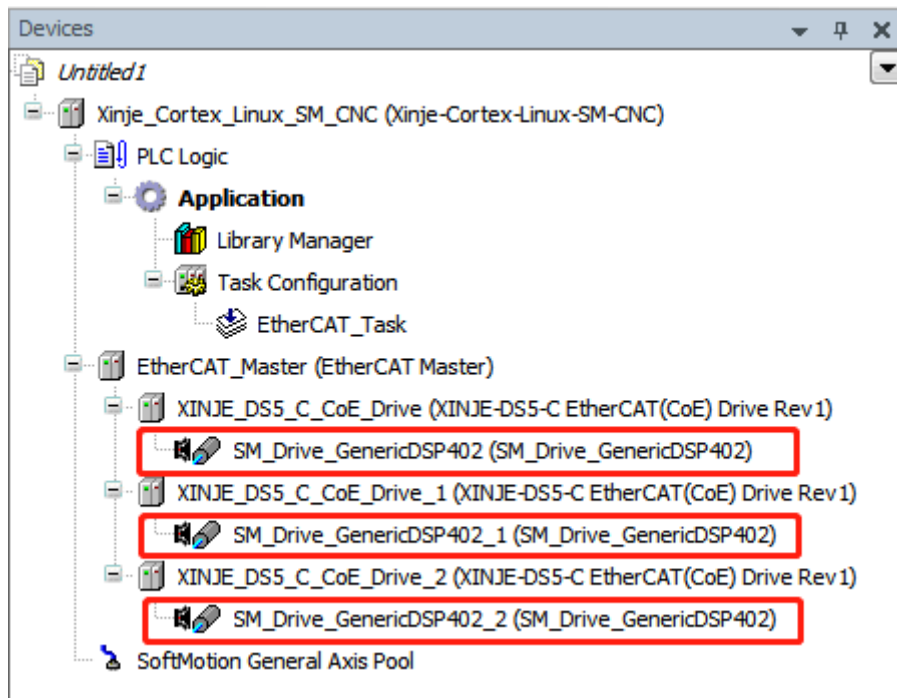 Devices
Untitled1
Xinje_Cortex_Linux_SM_CNC (Xinje-Cortex-Linux-SM-CNC)
PLC Logic
Application
Library Manager
Task Configuration
EtherCAT_Task
EtherCAT_Master (EtherCAT Master)
XINJE_DS5_C_CoE_Drive (XINJE-DS5-C EtherCAT(CoE) Drive Rev1)
SM_Drive_GenericDSP402 (SM_Drive_GenericDSP402)
XINJE_DS5_C_CoE_Drive_1 (XINJE-DS5-C EtherCAT(CoE) Drive Rev1)
SM_Drive_GenericDSP402_1 (SM_Drive_GenericDSP402)
XINJE_DS5_C_CoE_Drive_2 (XINJE-DS5-C EtherCAT(CoE) Drive Rev1)
SM_Drive_GenericDSP402_2 (SM_Drive_GenericDSP402)
SoftMotion General Axis Pool